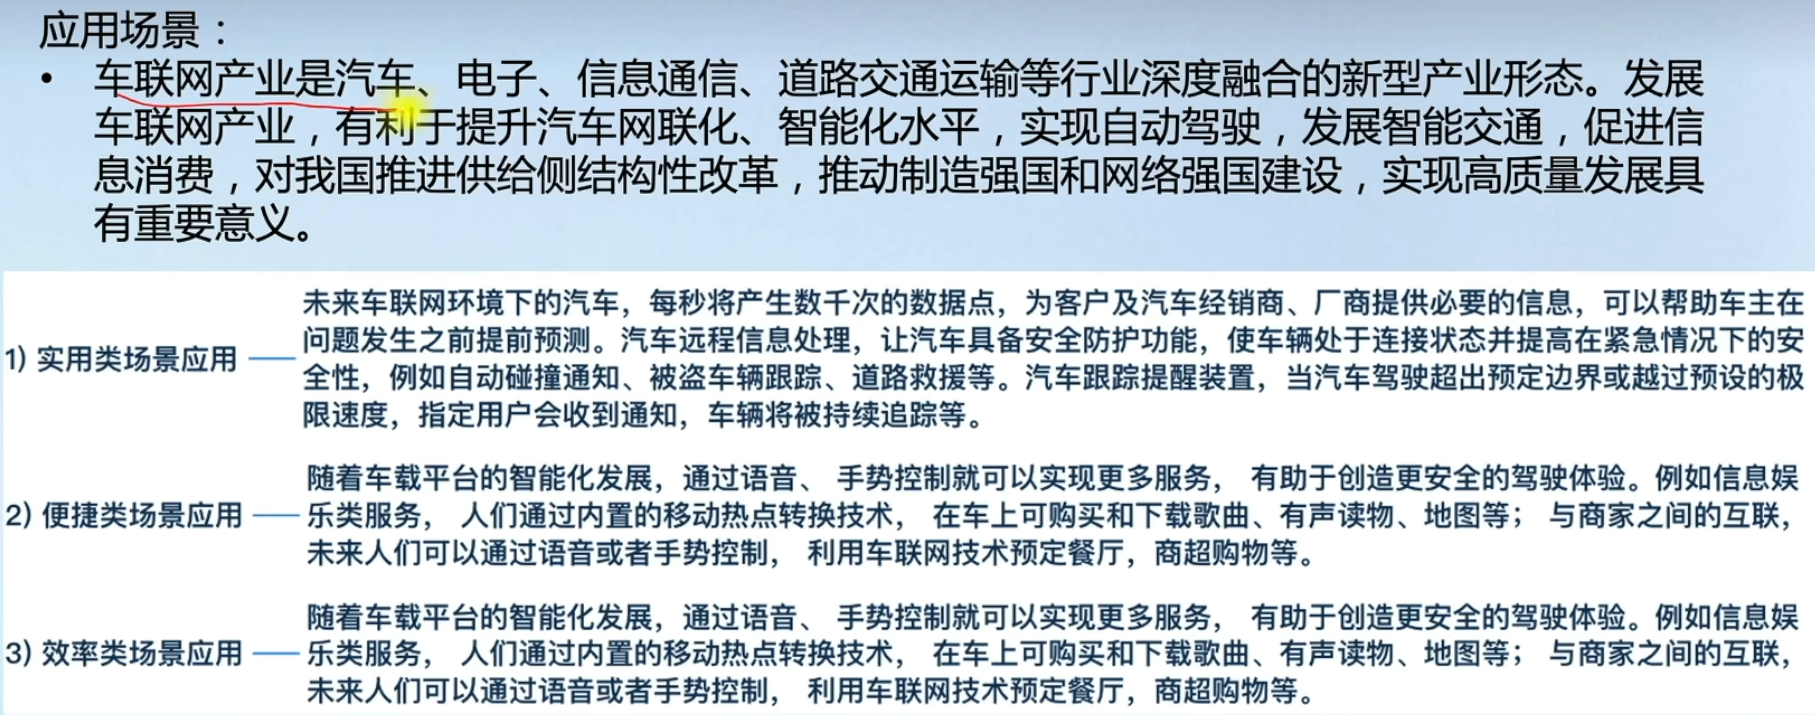 应用场景：
• 车联网产业是汽车、电子、信息通信、道路交通运输等行业深度融合的新型产业形态。发展
车联网产业，有利于提升汽车网联化、智能化水平，实现自动驾驶，发展智能交通，促进信
息消费，对我国推进供给侧结构性改革，推动制造强国和网络强国建设，实现高质量发展具
有重要意义。
未来车联网环境下的汽车，每秒将产生数千次的数据点，为客户及汽车经销商、厂商提供必要的信息，可以帮助车主在
问题发生之前提前预测。汽车远程信息处理，让汽车具备安全防护功能，使车辆处于连接状态并提高在紧急情况下的安
1) 实用类场景应用
全性，例如自动碰撞通知、被盗车辆跟踪、道路救援等。汽车跟踪提醒装置，当汽车驾驶超出预定边界或越过预设的极
限速度，指定用户会收到通知，车辆将被持续追踪等。
随着车载平台的智能化发展，通过语音、 手势控制就可以实现更多服务， 有助于创造更安全的驾驶体验。例如信息娱
2) 便捷类场景应用
乐类服务， 人们通过内置的移动热点转换技术， 在车上可购买和下载歌曲、有声读物、地图等； 与商家之间的互联，
未来人们可以通过语音或者手势控制， 利用车联网技术预定餐厅，商超购物等。
随着车载平台的智能化发展，通过语音、 手势控制就可以实现更多服务， 有助于创造更安全的驾驶体验。例如信息娱
3) 效率类场景应用
乐类服务， 人们通过内置的移动热点转换技术， 在车上可购买和下载歌曲、有声读物、地图等； 与商家之间的互联，
未来人们可以通过语音或者手势控制， 利用车联网技术预定餐厅，商超购物等。